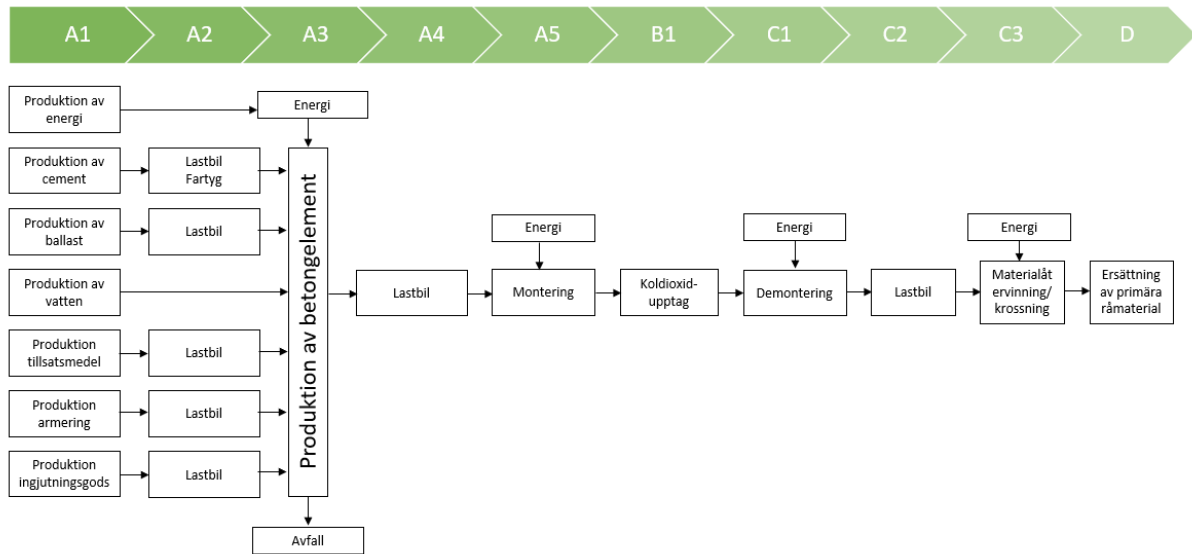 A1
A2
A3
A4
A5
B1
C1
C2
C3
D
Produktion av
energi
Energi
Produktion av
cement
Lastbil
Fartyg
Produktion av
ballast
Lastbil
Produktion av
vatten
Produktion
tillsatsmedel
Lastbil
Produktion
armering
Lastbil
Produktion
ingjutningsgods
Lastbil
Produktion av betongelement
Avfall
Lastbil
Energi
Montering
Koldioxid-
upptag
Energi
Demontering
Lastbil
Energi
Materialåt
ervinning/
krossning
Ersättning
av primära
råmaterial